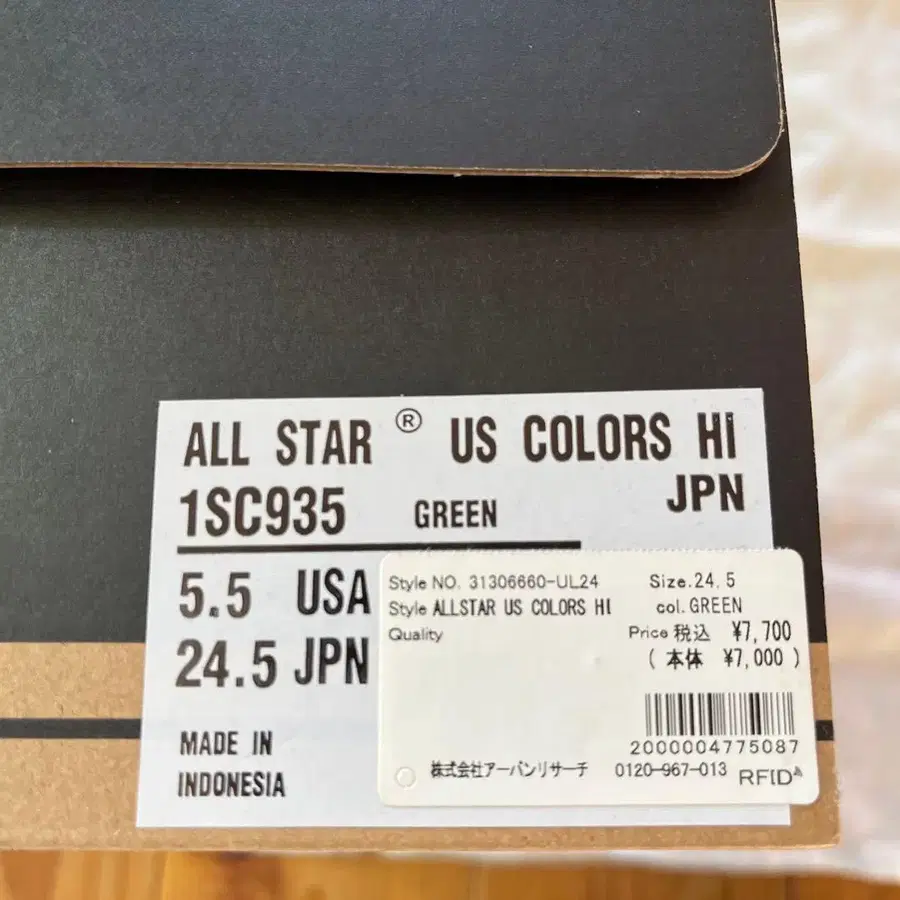 ALL STAR ® US COLORS HI
1SC935 GREEN JPN
5.5 USA
24.5 JPN
MADE IN
INDONESIA
Style NO. 31306660-UL24 Size.24.5
Style ALLSTAR US COLORS HI col.GREEN
Quality Price 税込 ¥7,700
( 本体 ¥7,000 )
2000004775087
株式会社アーバンリサーチ 0120-967-013 RFID